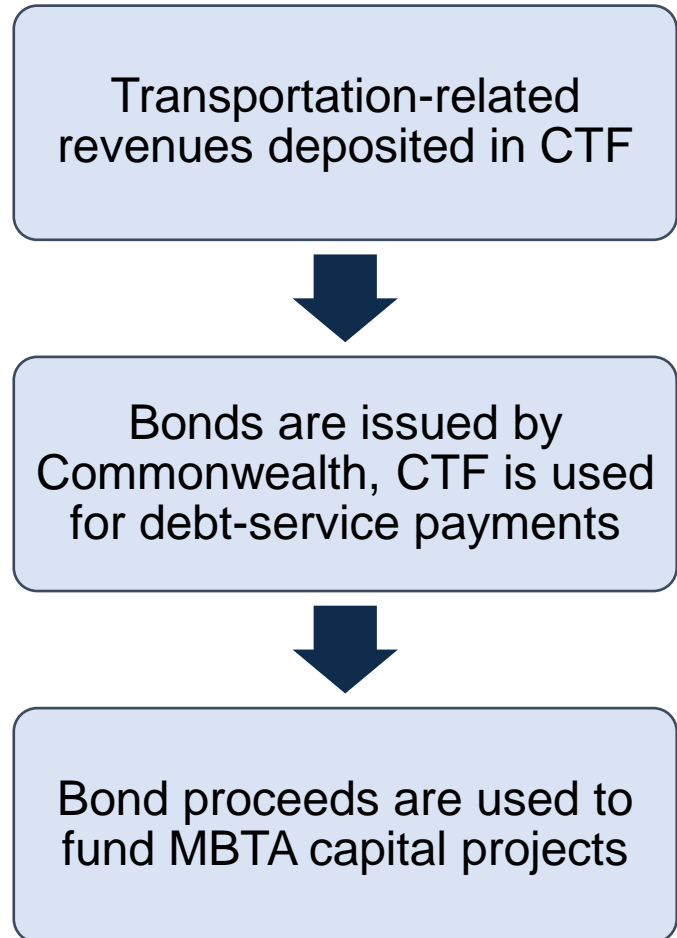 Transportation-related
revenues deposited in CTF
Bonds are issued by
Commonwealth, CTF is used
for debt-service payments
Bond proceeds are used to
fund MBTA capital projects